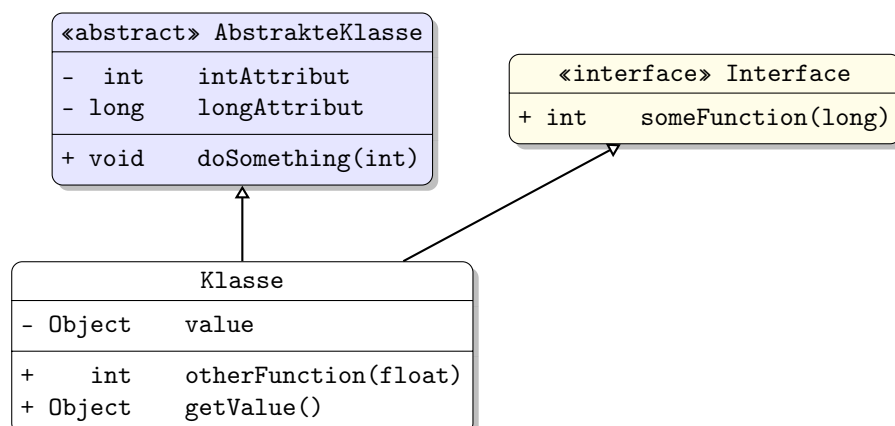 «abstract» AbstrakteKlasse
- int intAttribut
- long longAttribut
+ void doSomething(int)
«interface» Interface
+ int someFunction(long)
Klasse
- Object value
+ int otherFunction(float)
+ Object getValue()